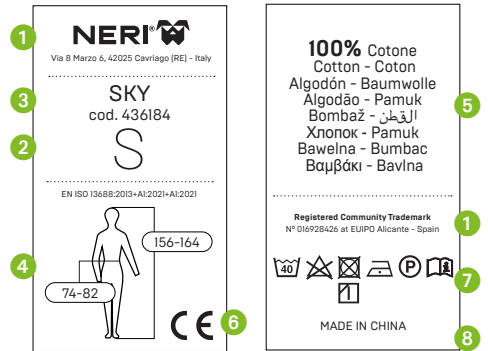 1
NERI®
Via 8 Marzo 6, 42025 Cavriago (RE) - Italy
3
SKY
cod. 436184
2
S
EN ISO 13688:2013+A1:2021+A1:2021
4
156-164
74-82
6
CE
100% Cotone
Cotton - Coton
Algodón - Baumwolle
Algodão - Pamuk
Bombaž - القطن
Хлопок - Pamuk
Bawelna - Bumbac
Βαμβάκι - Bavlna
5
Registered Community Trademark
N° 016928426 at EUIPO Alicante - Spain
1
40
P
i
1
7
MADE IN CHINA
8